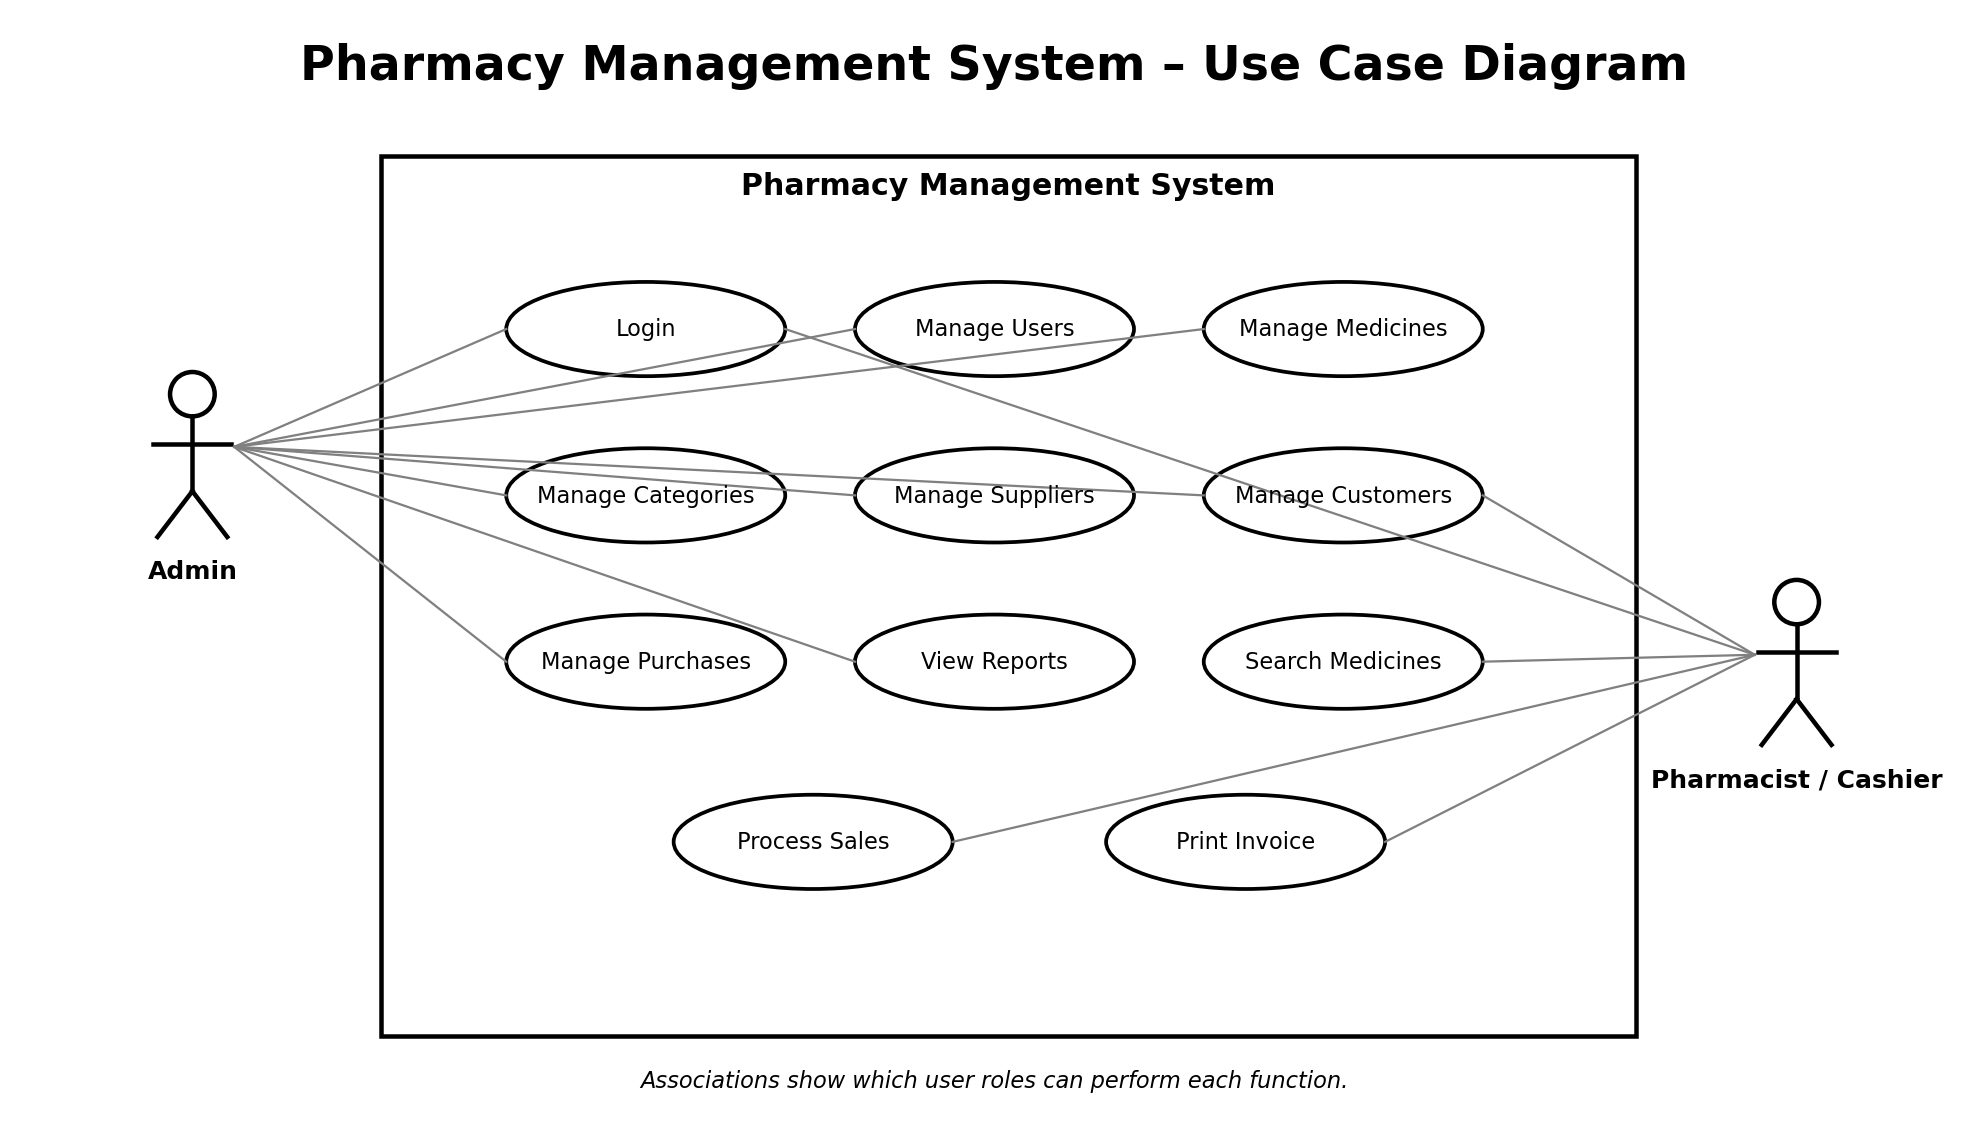 Pharmacy Management System – Use Case Diagram
Pharmacy Management System
Login
Manage Users
Manage Medicines
Manage Categories
Manage Suppliers
Manage Customers
Admin
Manage Purchases
View Reports
Search Medicines
Pharmacist / Cashier
Process Sales
Print Invoice
Associations show which user roles can perform each function.